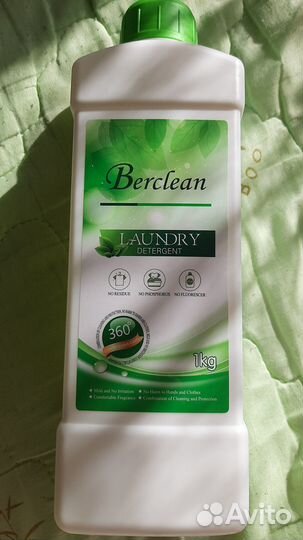 Berclean
LAUNDRY
DETERGENT
NO RESIDUE NO PHOSPHORUS NO FLUORESCER
360°
1kg
Mild and No Irritation No Harm to Hands and Clothes
Comfortable Fragrance Combination of Cleaning and Protection
Avito